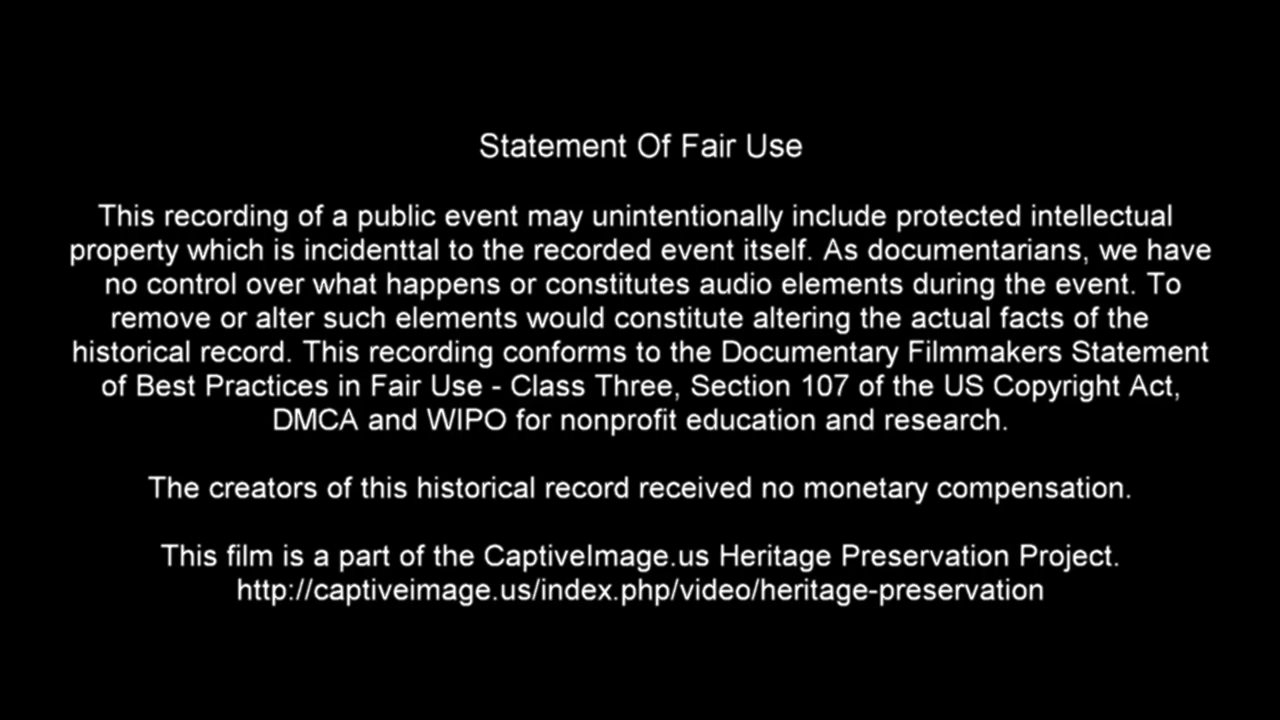 Statement Of Fair Use
This recording of a public event may unintentionally include protected intellectual
property which is incidenttal to the recorded event itself. As documentarians, we have
no control over what happens or constitutes audio elements during the event. To
remove or alter such elements would constitute altering the actual facts of the
historical record. This recording conforms to the Documentary Filmmakers Statement
of Best Practices in Fair Use - Class Three, Section 107 of the US Copyright Act,
DMCA and WIPO for nonprofit education and research.
The creators of this historical record received no monetary compensation.
This film is a part of the CaptiveImage.us Heritage Preservation Project.
http://captiveimage.us/index.php/video/heritage-preservation